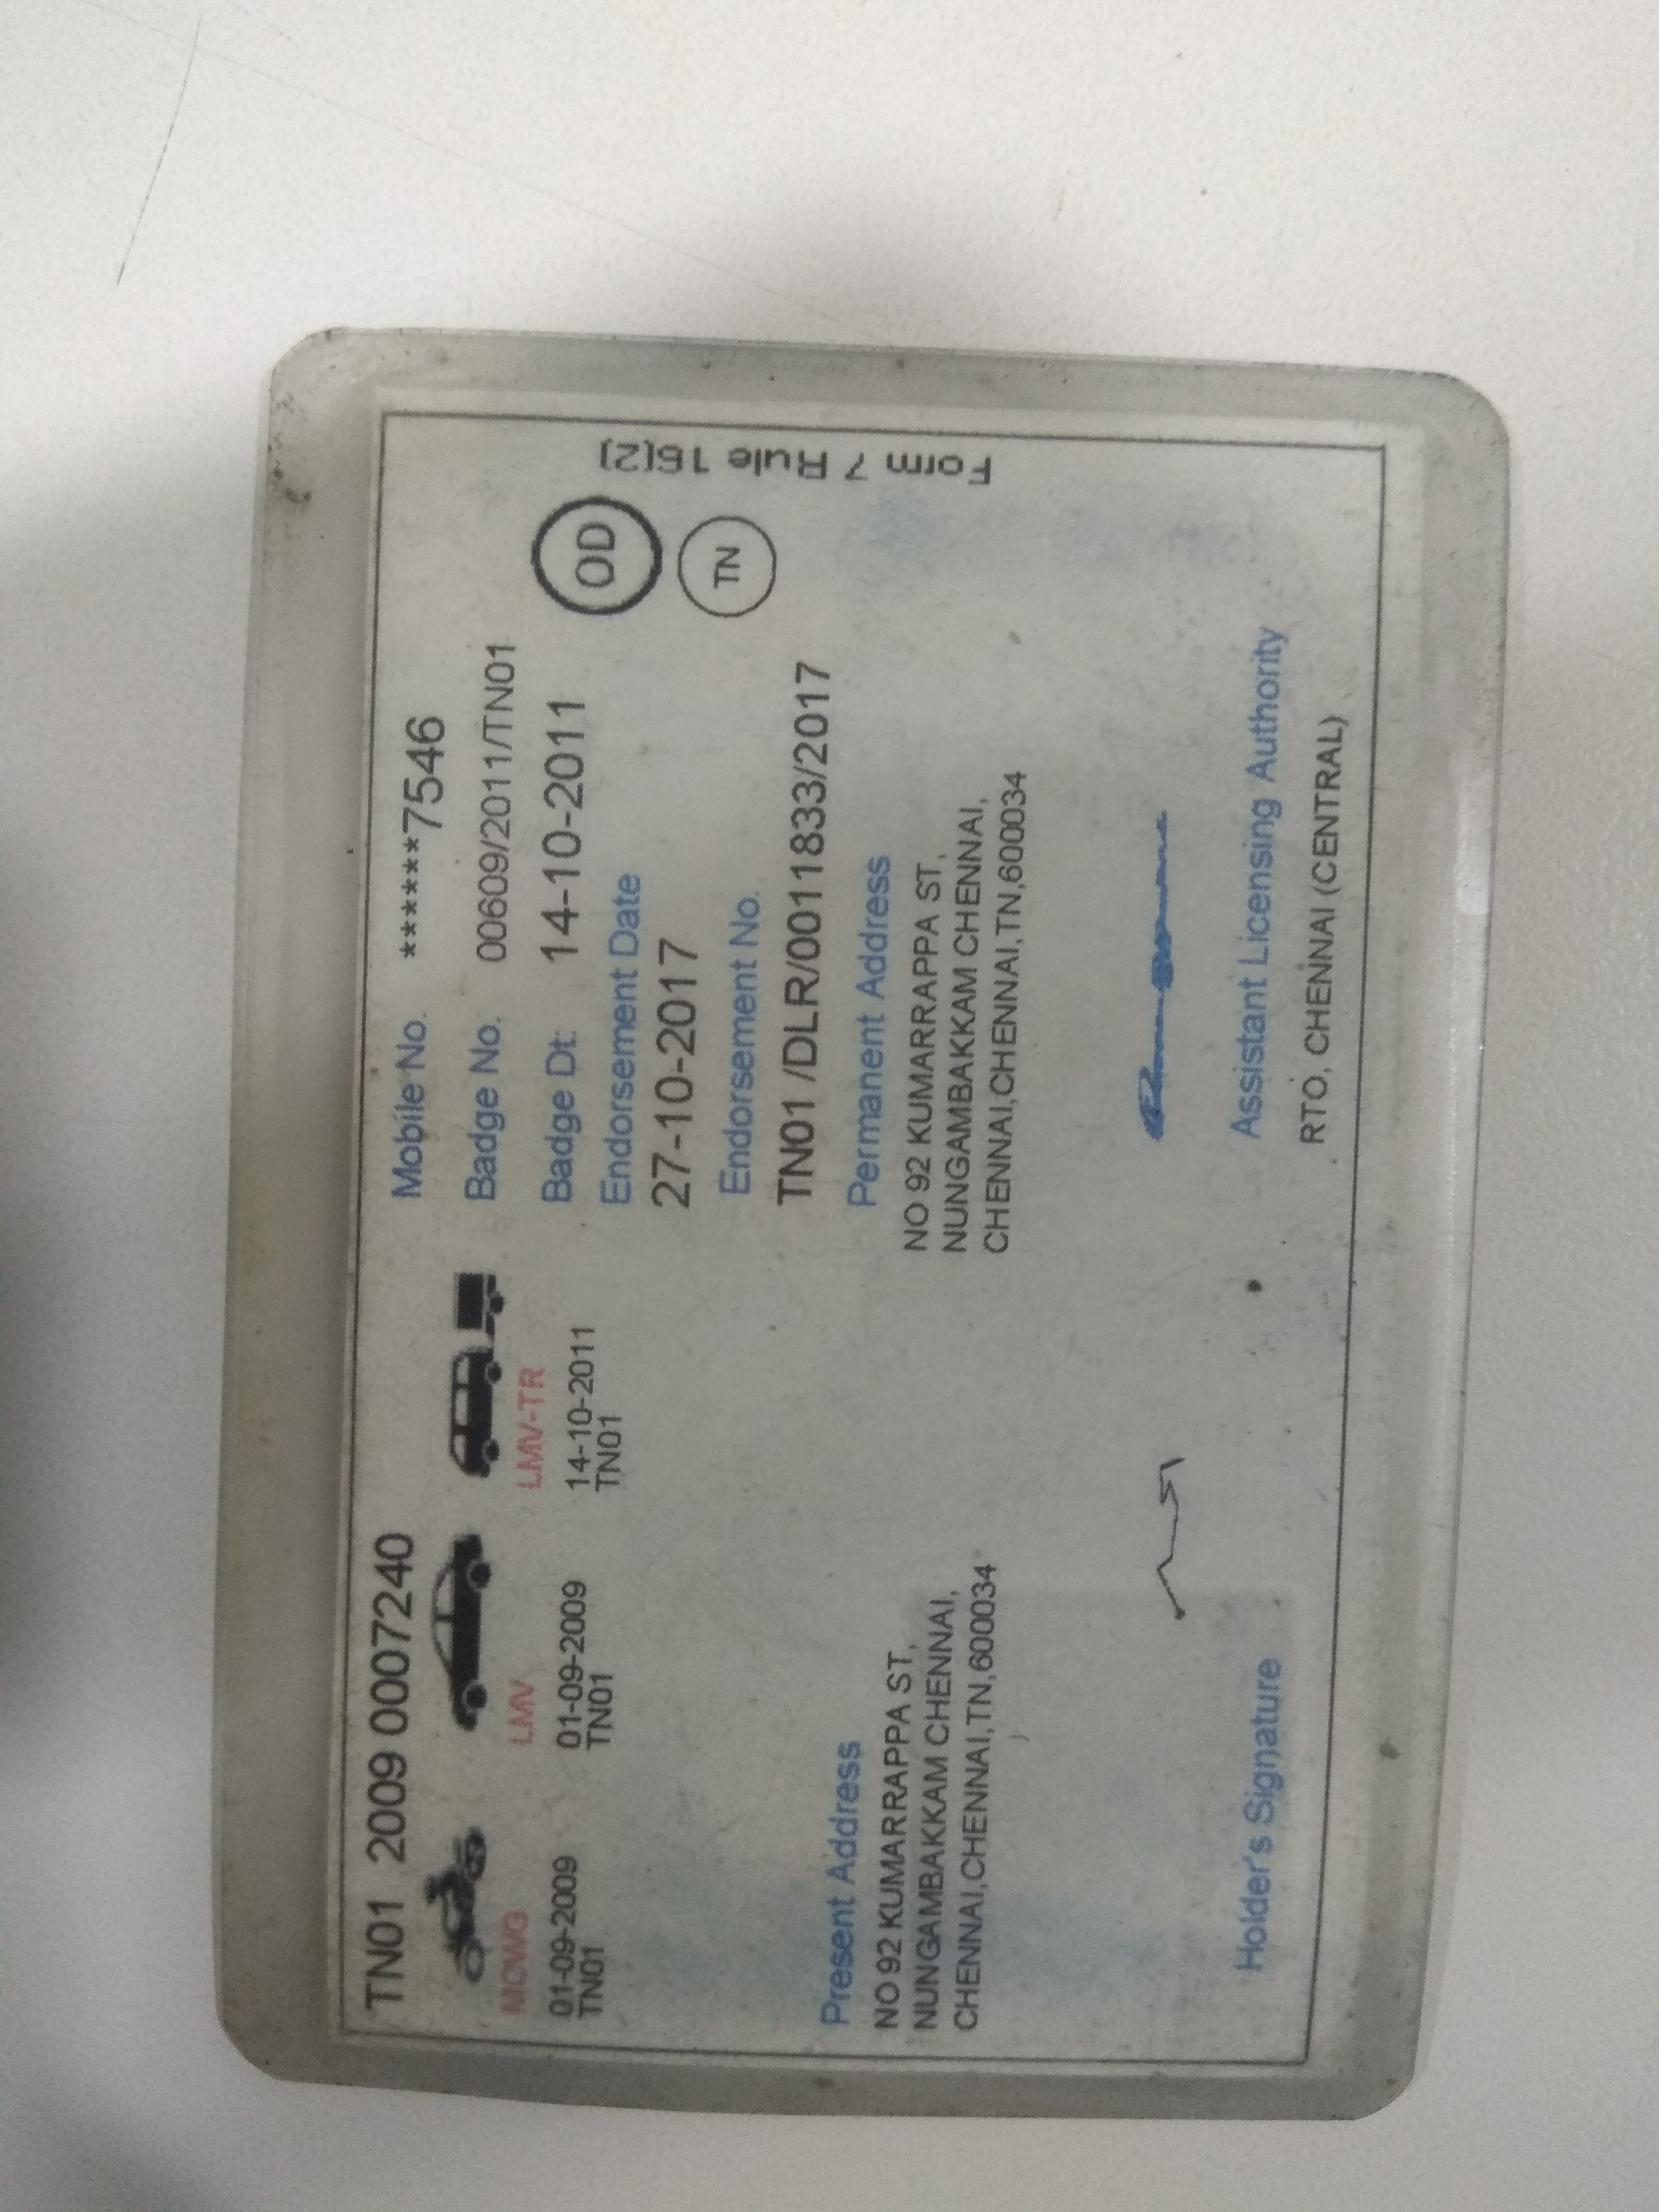 TN01 2009 0007240
MCWG
01-09-2009
TN01
LMV
01-09-2009
TN01
LMV-TR
14-10-2011
TN01
Mobile No. ******7546
Badge No. 00609/2011/TN01
Badge Dt. 14-10-2011
Endorsement Date
27-10-2017
Endorsement No.
TN01 /DLR/0011833/2017
OD
TN
Form 7 Rule 16(2)
Present Address
NO 92 KUMARRAPPA ST,
NUNGAMBAKKAM CHENNAI,
CHENNAI,CHENNAI,TN,600034
Permanent Address
NO 92 KUMARRAPPA ST,
NUNGAMBAKKAM CHENNAI,
CHENNAI,CHENNAI,TN,600034
Holder's Signature
Assistant Licensing Authority
RTO, CHENNAI (CENTRAL)